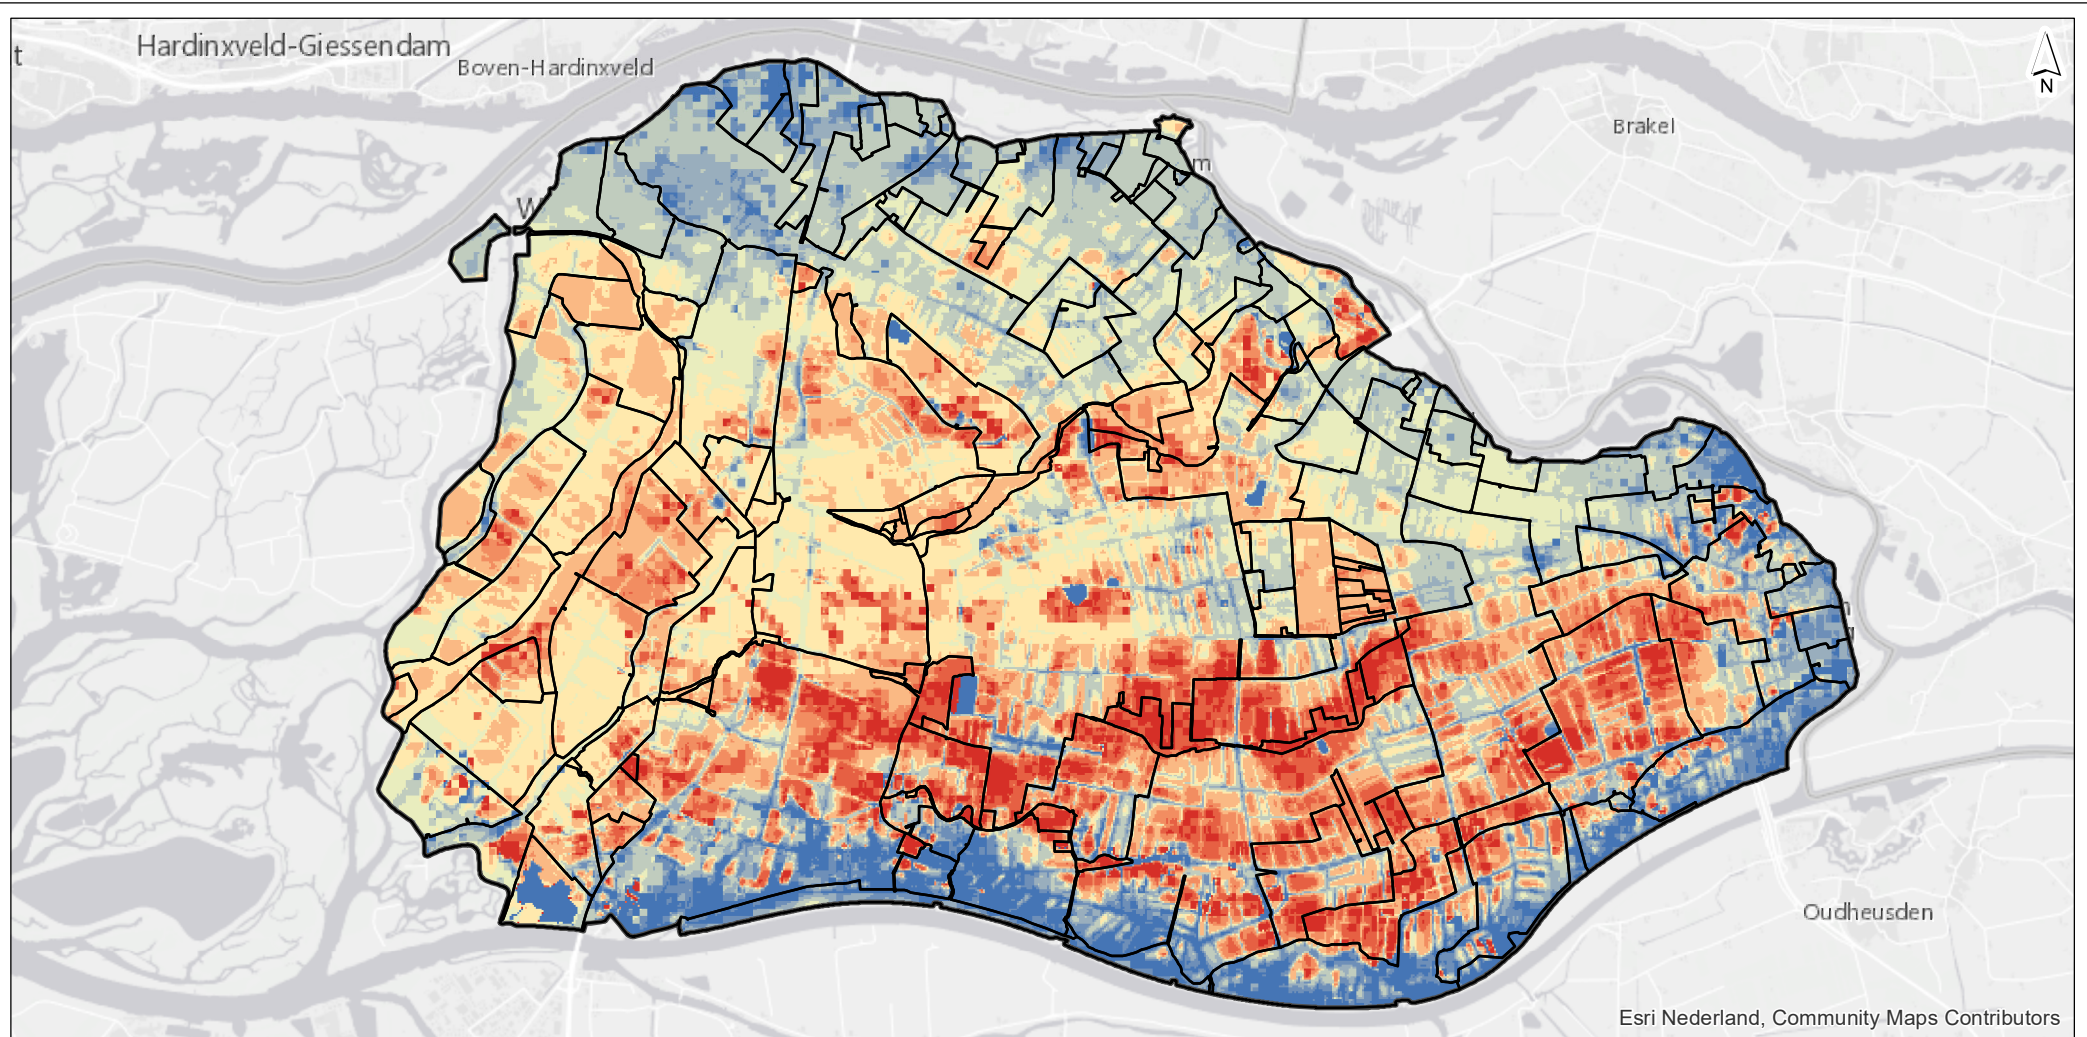 Hardinxveld-Giessendam
t
Boven-Hardinxveld
N
Brakel
m
W
n
Oudheusden
Esri Nederland, Community Maps Contributors